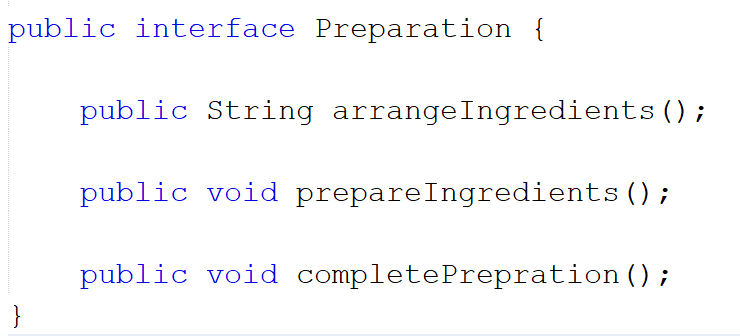 public interface Preparation {
public String arrangeIngredients();
public void prepareIngredients();
public void completePrepration();
}